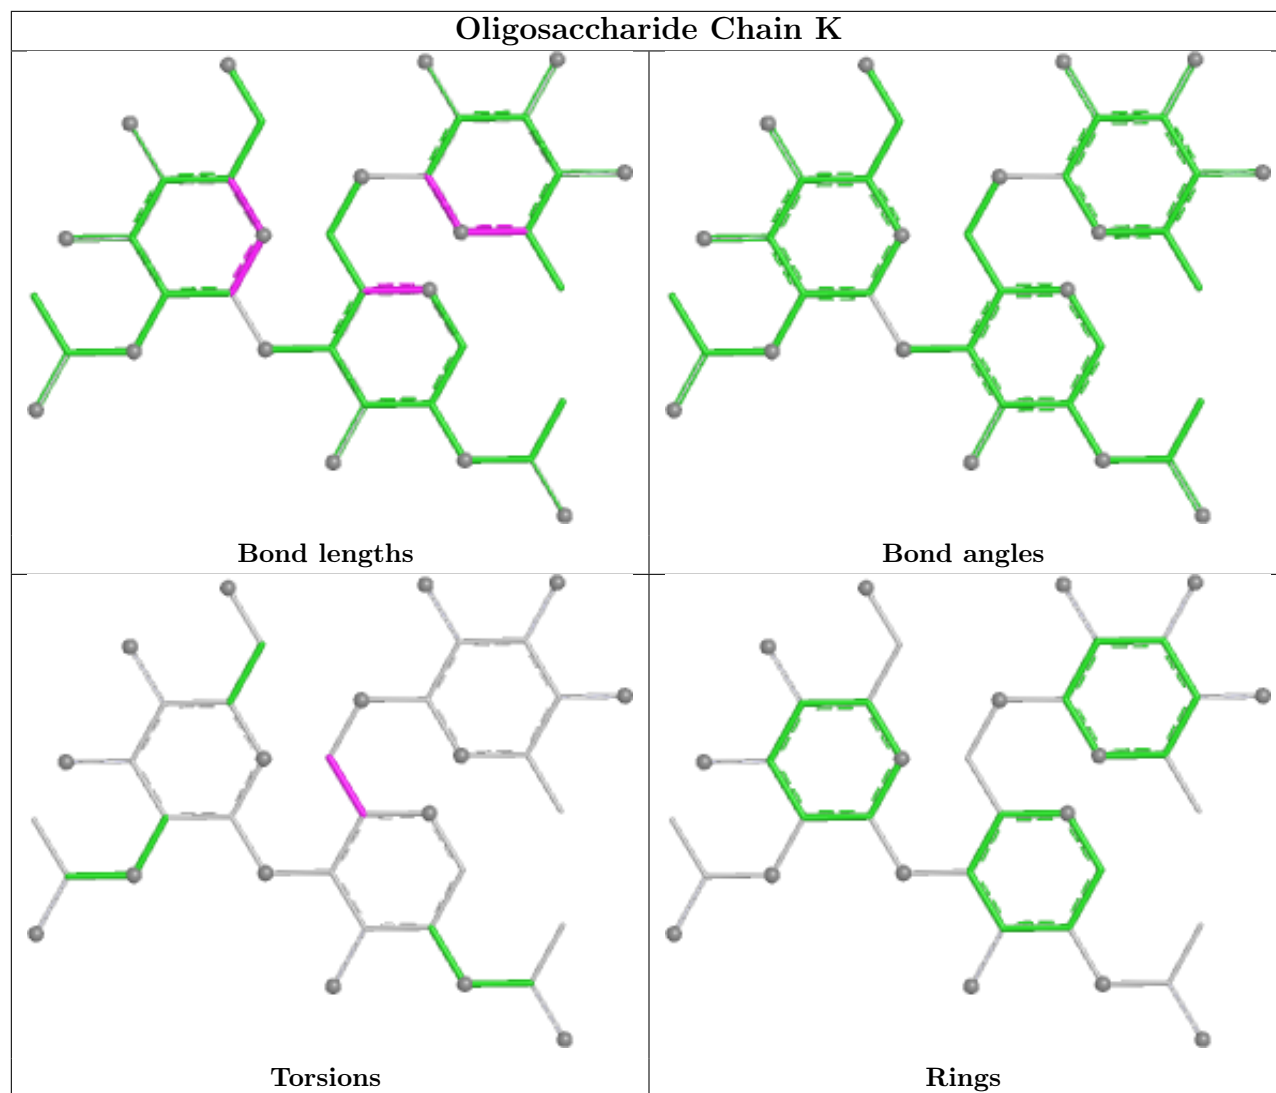 Oligosaccharide Chain K
Bond lengths
Bond angles
Torsions
Rings